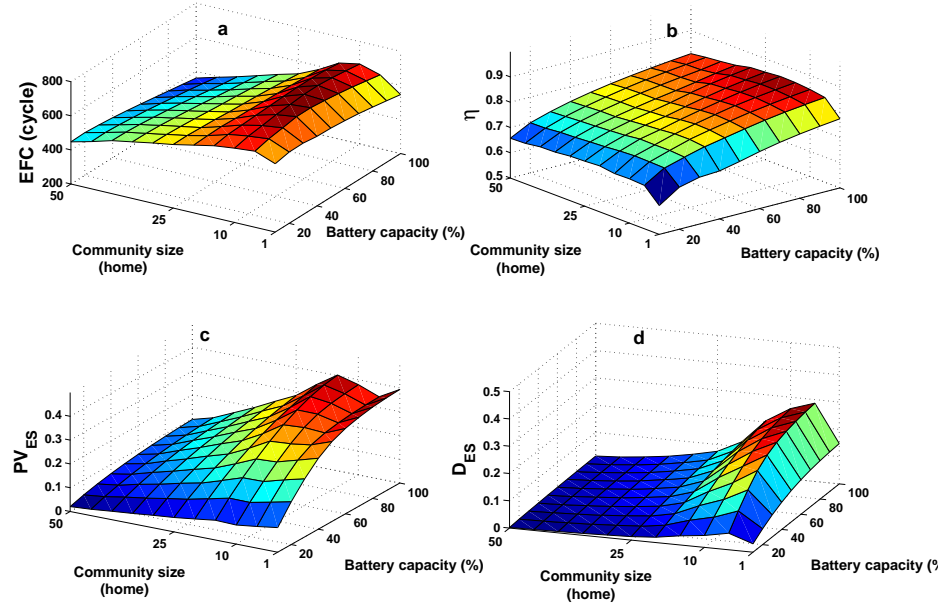 a
EFC (cycle)
800
600
400
200
50
25
10
1
20
40
60
80
100
Community size
(home)
Battery capacity (%)
b
η
0.9
0.8
0.7
0.6
0.5
50
25
10
1
20
40
60
80
100
Community size
(home)
Battery capacity (%)
c
PV_ES
0.4
0.3
0.2
0.1
0
50
25
10
1
20
40
60
80
100
Community size
(home)
Battery capacity (%)
d
D_ES
0.5
0.4
0.3
0.2
0.1
0
50
25
10
1
20
40
60
80
100
Community size
(home)
Battery capacity (%